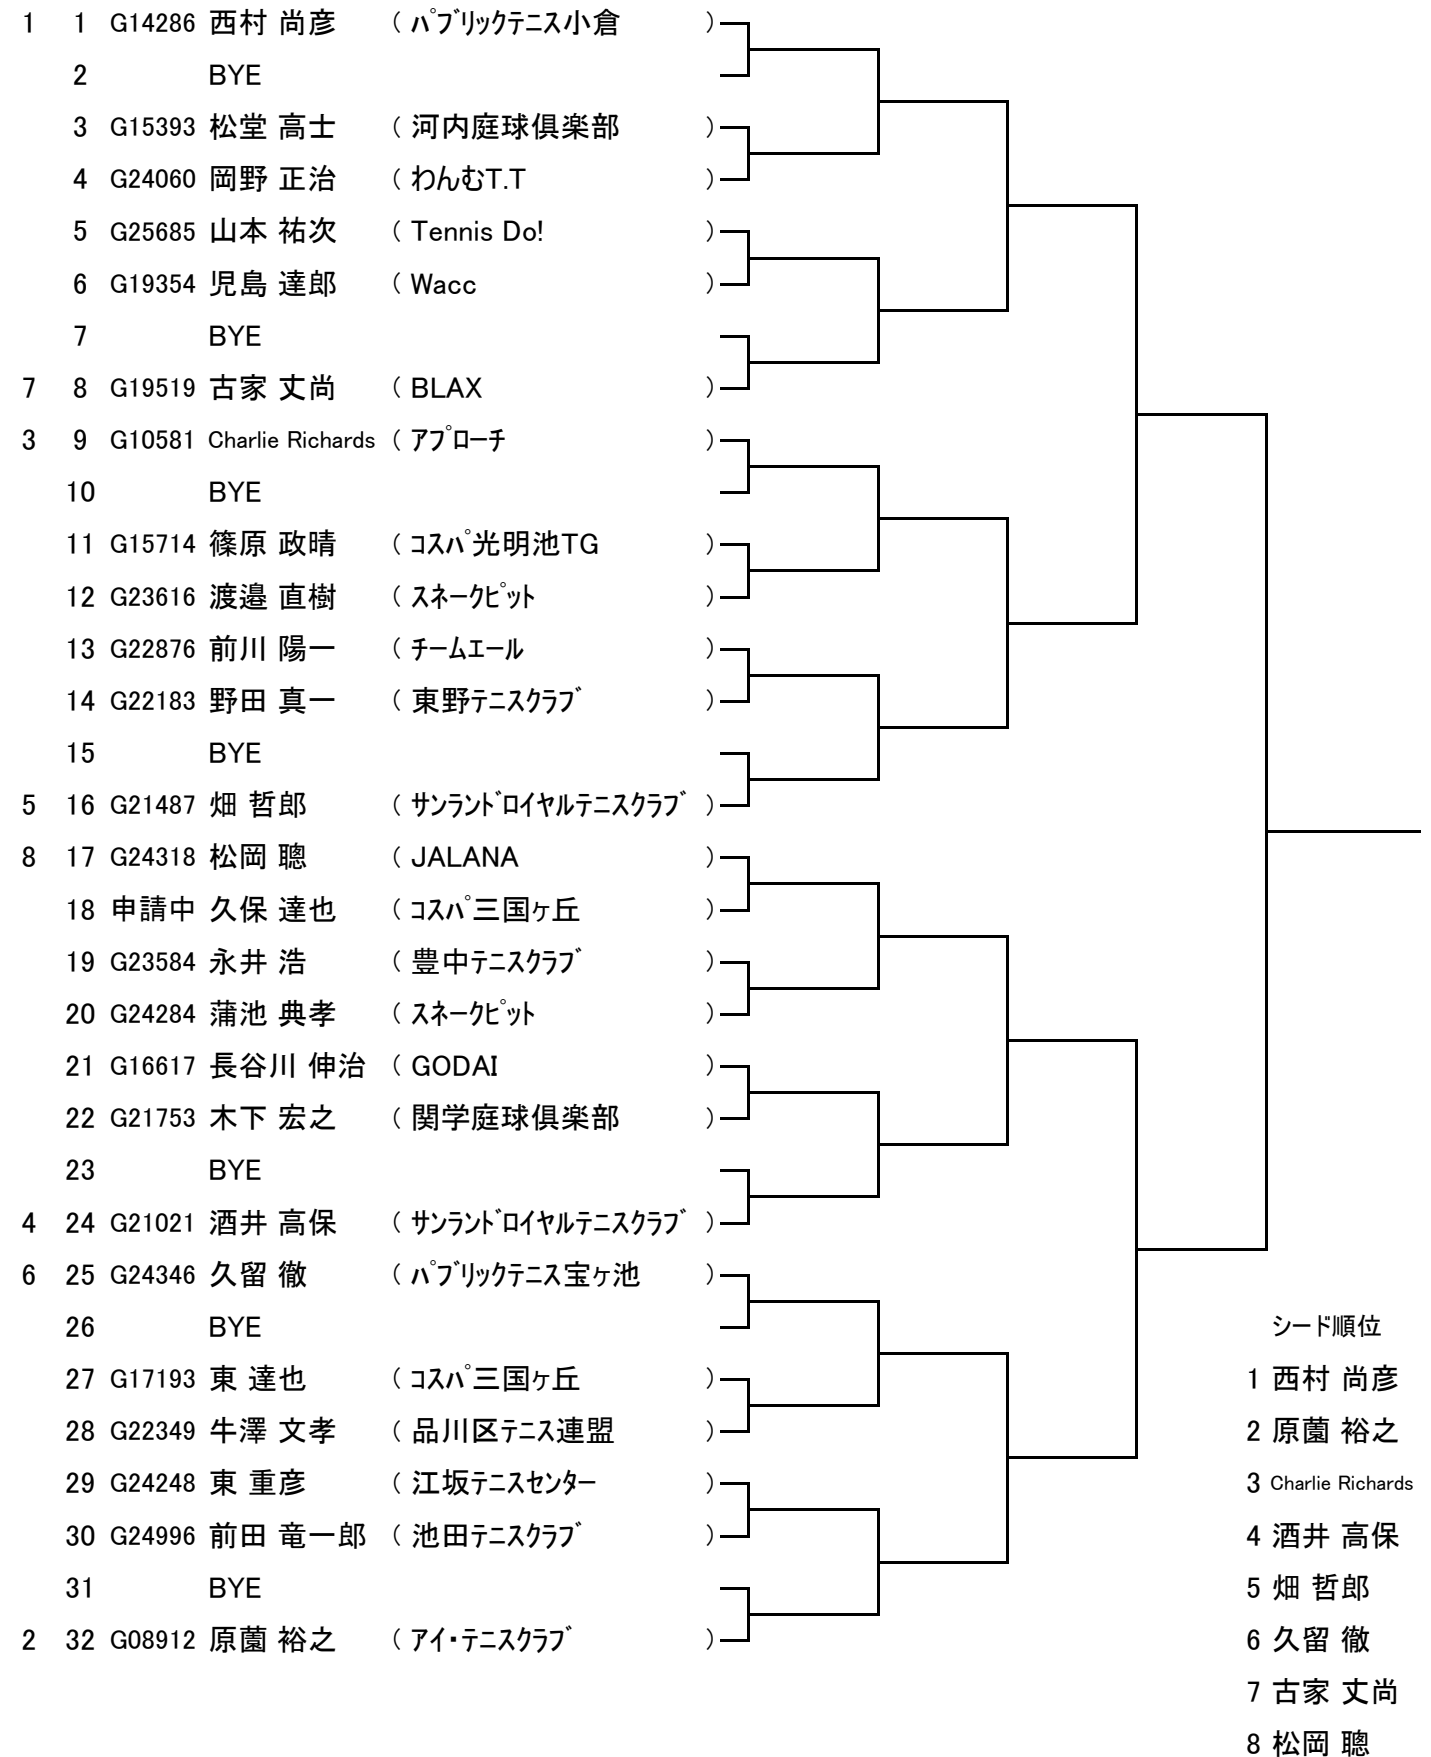 1 1 G14286 西村 尚彦 ( ﾊﾟﾌﾞﾘｯｸﾃﾆｽ小倉 )
2 BYE
3 G15393 松堂 高士 ( 河内庭球倶楽部 )
4 G24060 岡野 正治 ( わんむT.T )
5 G25685 山本 祐次 ( Tennis Do! )
6 G19354 児島 達郎 ( Wacc )
7 BYE
7 8 G19519 古家 丈尚 ( BLAX )
3 9 G10581 Charlie Richards ( ｱﾌﾟﾛｰﾁ )
10 BYE
11 G15714 篠原 政晴 ( ｺｽﾊﾟ光明池TG )
12 G23616 渡邉 直樹 ( ｽﾈｰｸﾋﾟｯﾄ )
13 G22876 前川 陽一 ( ﾁｰﾑｴｰﾙ )
14 G22183 野田 真一 ( 東野ﾃﾆｽｸﾗﾌﾞ )
15 BYE
5 16 G21487 畑 哲郎 ( ｻﾝﾗﾝﾄﾞﾛｲﾔﾙﾃﾆｽｸﾗﾌﾞ )
8 17 G24318 松岡 聰 ( JALANA )
18 申請中 久保 達也 ( ｺｽﾊﾟ三国ヶ丘 )
19 G23584 永井 浩 ( 豊中ﾃﾆｽｸﾗﾌﾞ )
20 G24284 蒲池 典孝 ( ｽﾈｰｸﾋﾟｯﾄ )
21 G16617 長谷川 伸治 ( GODAI )
22 G21753 木下 宏之 ( 関学庭球倶楽部 )
23 BYE
4 24 G21021 酒井 高保 ( ｻﾝﾗﾝﾄﾞﾛｲﾔﾙﾃﾆｽｸﾗﾌﾞ )
6 25 G24346 久留 徹 ( ﾊﾟﾌﾞﾘｯｸﾃﾆｽ宝ヶ池 )
26 BYE
27 G17193 東 達也 ( ｺｽﾊﾟ三国ヶ丘 )
28 G22349 牛澤 文孝 ( 品川区ﾃﾆｽ連盟 )
29 G24248 東 重彦 ( 江坂ﾃﾆｽｾﾝﾀｰ )
30 G24996 前田 竜一郎 ( 池田ﾃﾆｽｸﾗﾌﾞ )
31 BYE
2 32 G08912 原薗 裕之 ( ｱｲ･ﾃﾆｽｸﾗﾌﾞ )
シード順位
1 西村 尚彦
2 原薗 裕之
3 Charlie Richards
4 酒井 高保
5 畑 哲郎
6 久留 徹
7 古家 丈尚
8 松岡 聰